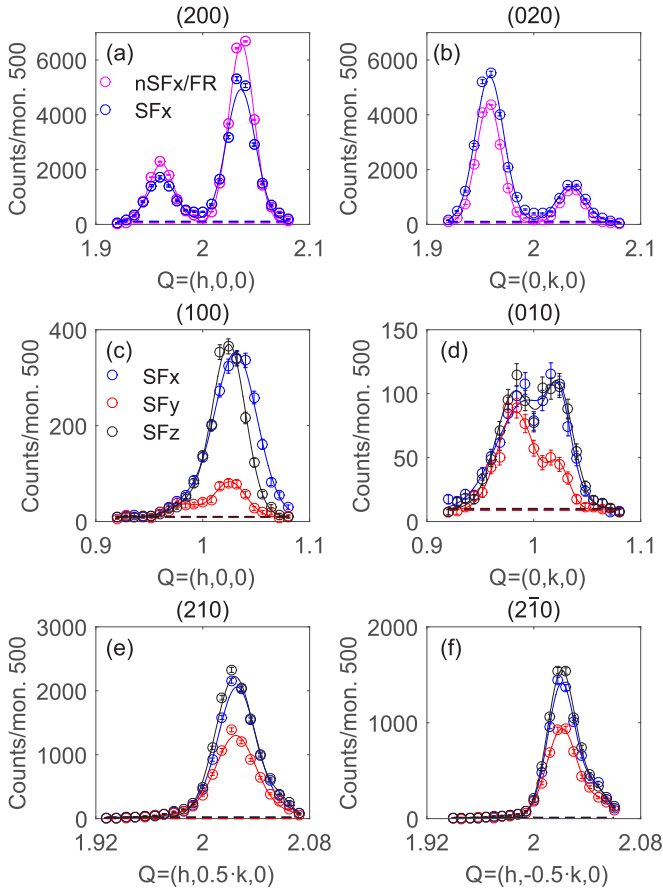 (200)
(020)
Counts/mon. 500
6000
4000
2000
0
(a)
nSFx/FR
SFx
1.9
2
2.1
Q=(h,0,0)
Counts/mon. 500
6000
4000
2000
0
(b)
1.9
2
2.1
Q=(0,k,0)
(100)
(010)
Counts/mon. 500
400
200
0
(c)
SFx
SFy
SFz
0.9
1
1.1
Q=(h,0,0)
Counts/mon. 500
150
100
50
0
(d)
0.9
1
1.1
Q=(0,k,0)
(210)
(21̅0)
Counts/mon. 500
3000
2000
1000
0
(e)
1.92
2
2.08
Q=(h,0.5·k,0)
Counts/mon. 500
2000
1000
0
(f)
1.92
2
2.08
Q=(h,-0.5·k,0)